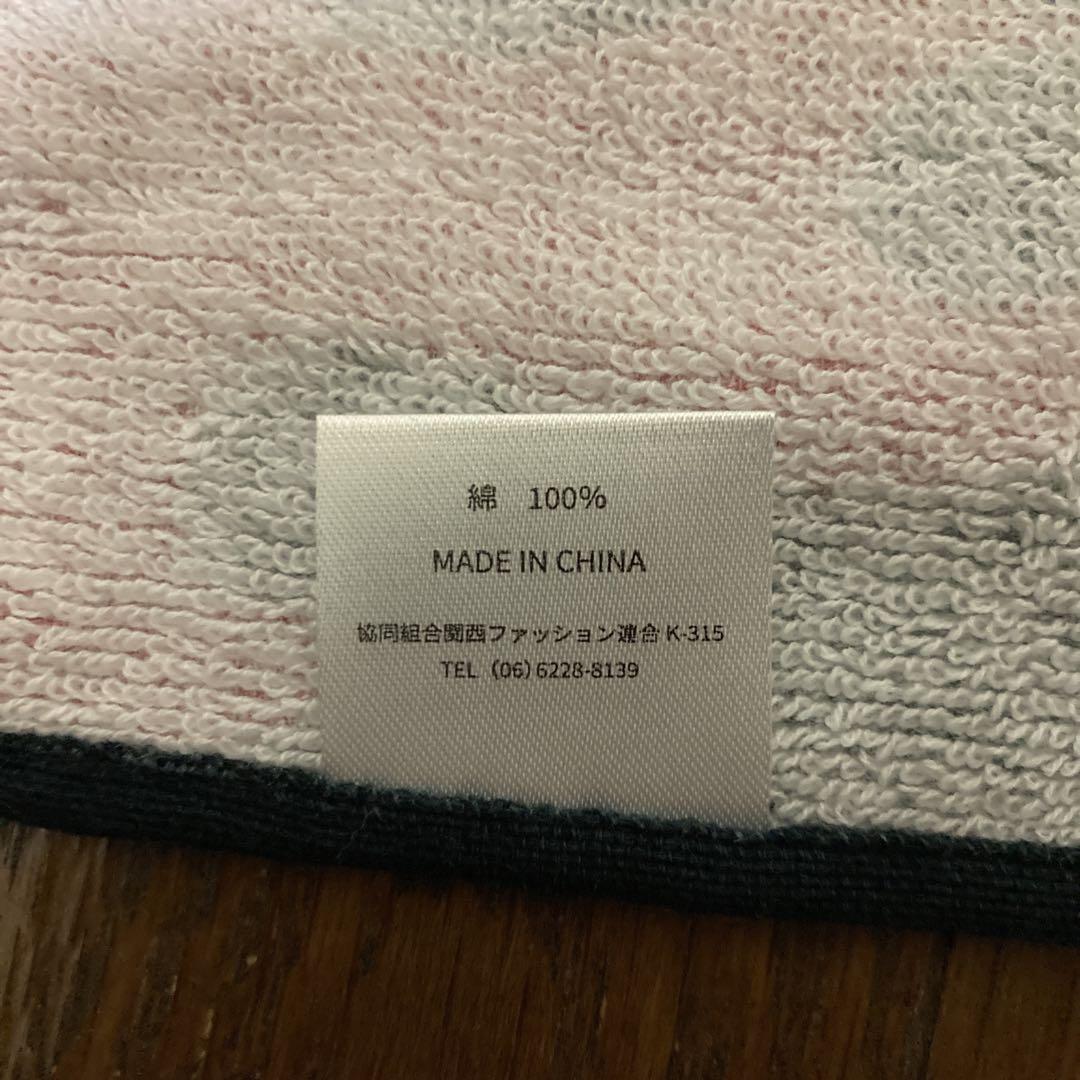 綿　100%
MADE IN CHINA
協同組合関西ファッション連合 K-315
TEL (06) 6228-8139